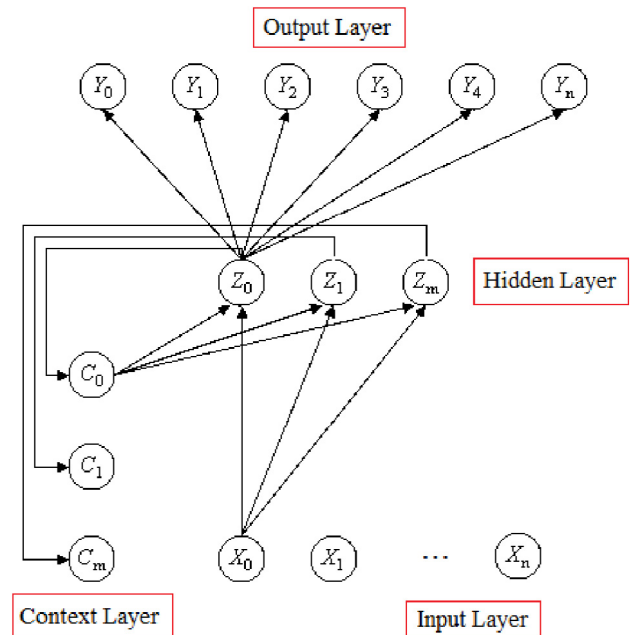 Output Layer
Y0 Y1 Y2 Y3 Y4 Yn
Z0 Z1 Zm
Hidden Layer
C0
C1
Cm X0 X1 ... Xn
Context Layer
Input Layer